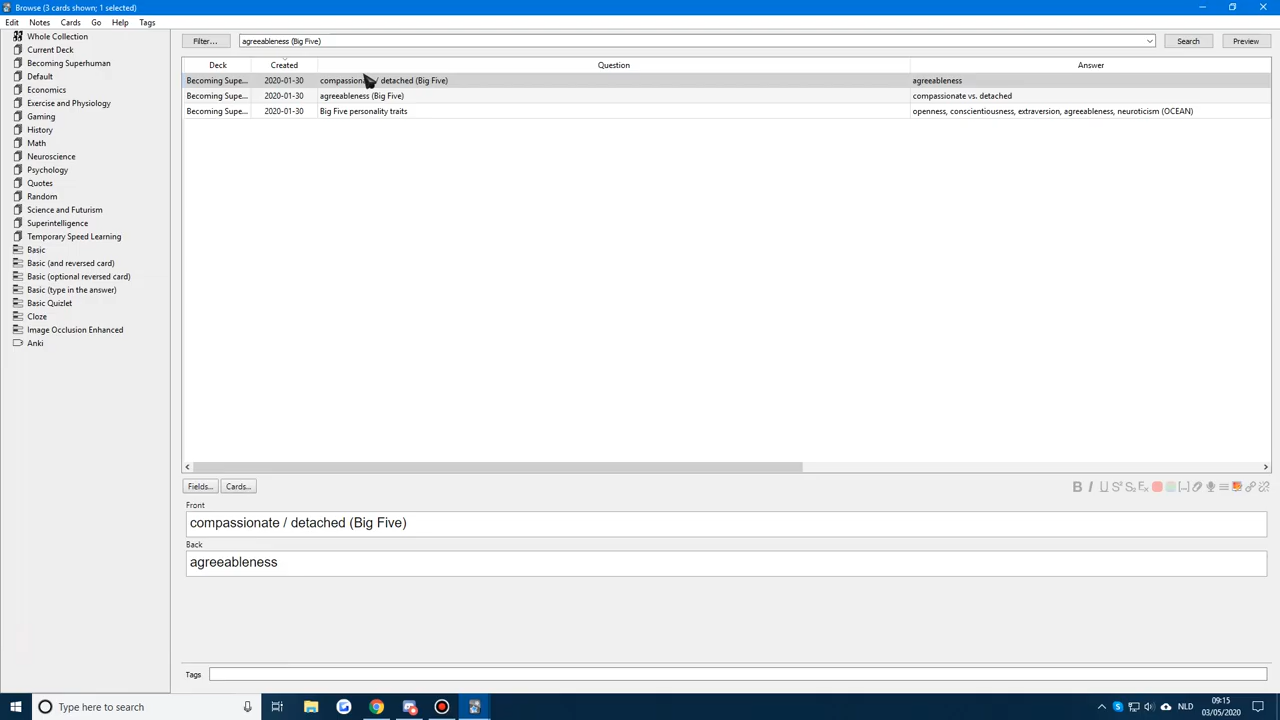 Browse (3 cards shown; 1 selected)
Edit Notes Cards Go Help Tags
Whole Collection
Current Deck
Becoming Superhuman
Default
Economics
Exercise and Physiology
Gaming
History
Math
Neuroscience
Psychology
Quotes
Random
Science and Futurism
Superintelligence
Temporary Speed Learning
Basic
Basic (and reversed card)
Basic (optional reversed card)
Basic (type in the answer)
Basic Quizlet
Cloze
Image Occlusion Enhanced
Anki
Filter... agreeableness (Big Five) Search Preview
Deck Created Question Answer
Becoming Supe... 2020-01-30 compassionate / detached (Big Five) agreeableness
Becoming Supe... 2020-01-30 agreeableness (Big Five) compassionate vs. detached
Becoming Supe... 2020-01-30 Big Five personality traits openness, conscientiousness, extraversion, agreeableness, neuroticism (OCEAN)
Fields... Cards...
Front
compassionate / detached (Big Five)
Back
agreeableness
Tags
Type here to search
NLD
09:15
03/05/2020